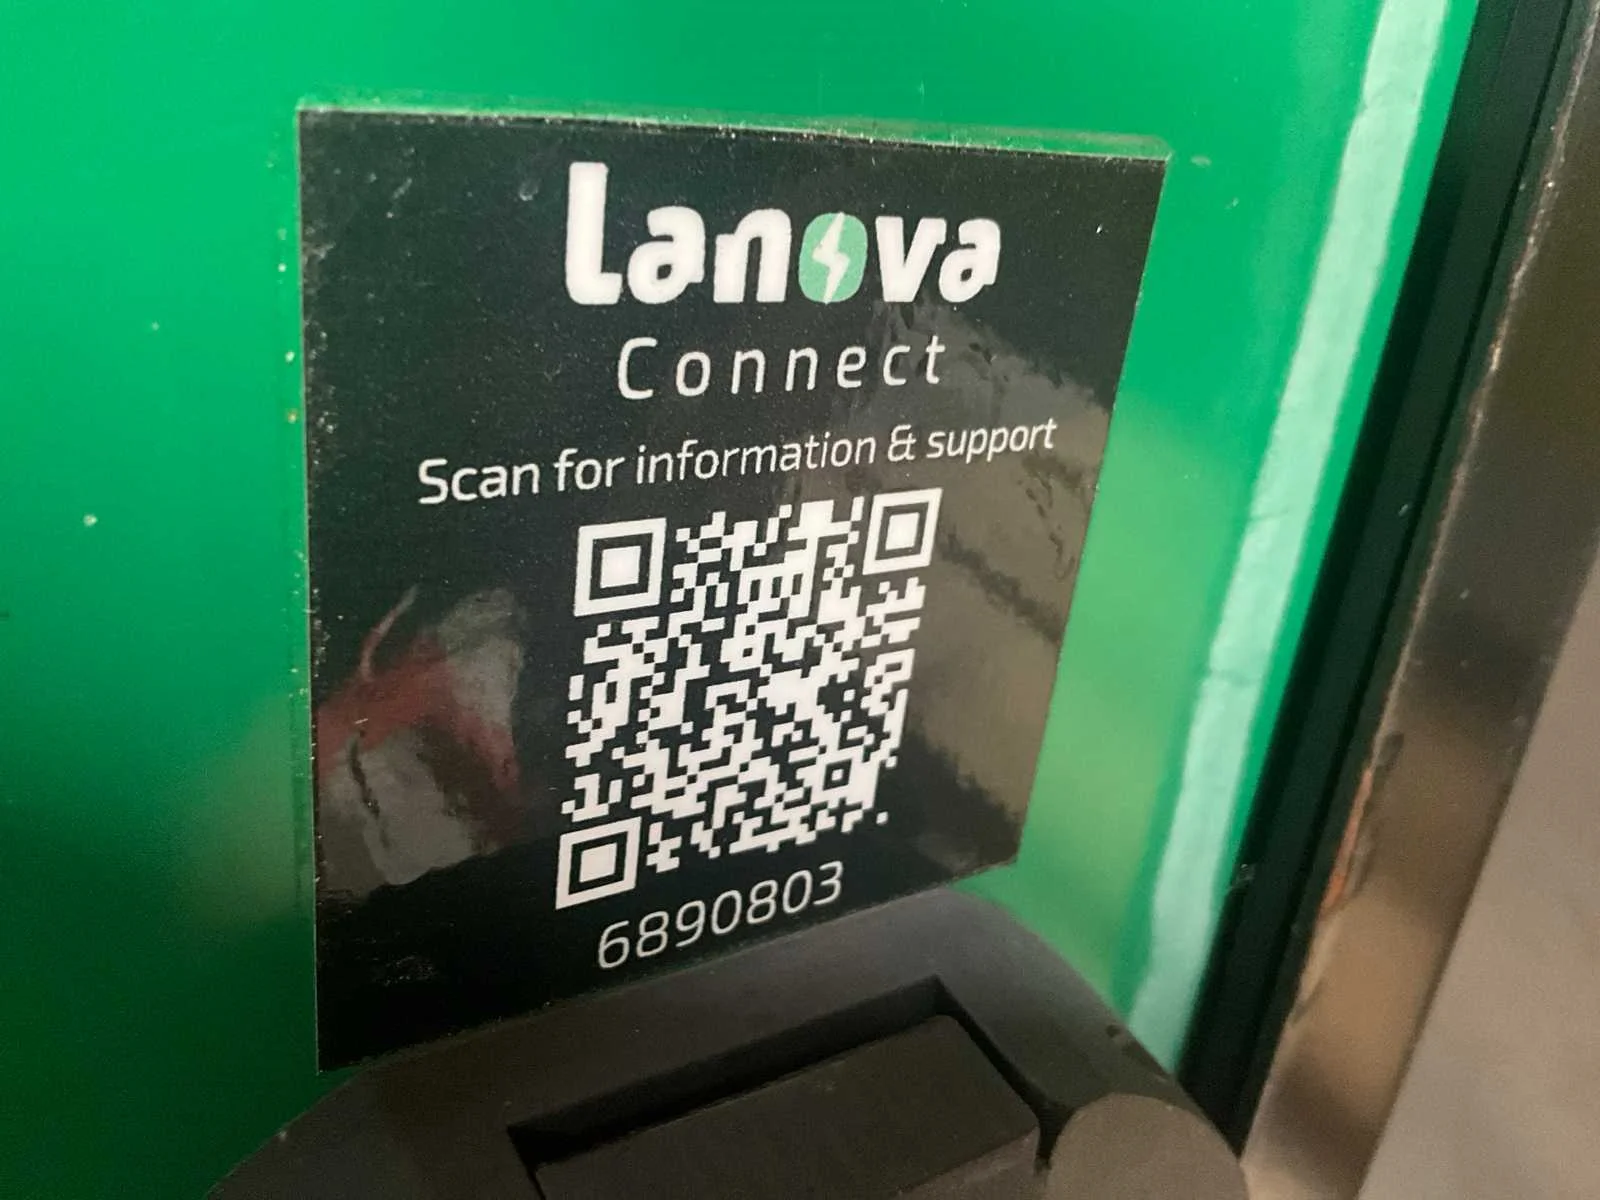 Lanova
Connect
Scan for information & support
6890803